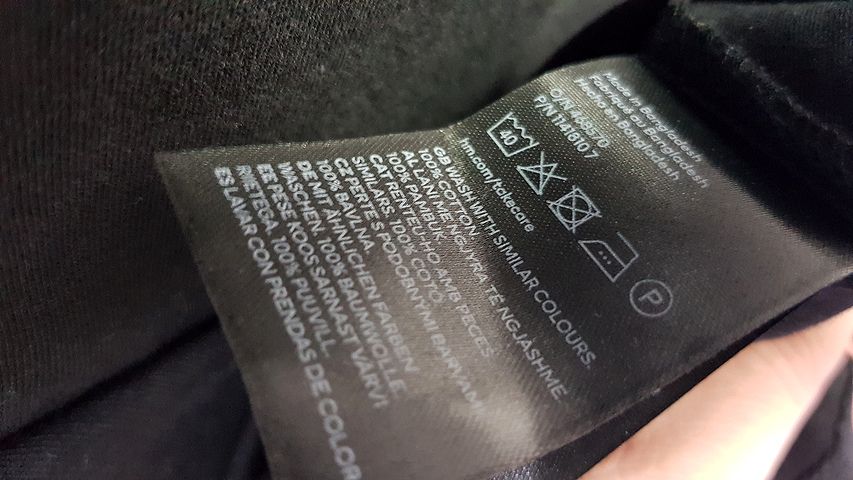 Made in Bangladesh
Fabriqué au Bangladesh
Hecho en Bangladesh
P/N 11418107
40
P
hm.com/takecare
GB WASH WITH SIMILAR COLOURS.
100% COTTON
AL LAN ME NGJYRA TË NGJASHME.
100% PAMBUK
CAT RENTEU-HO AMB PECES
SIMILARS. 100% COTÓ
CZ PERTE S PODOBNÝMI BARVAMI
100% BAVLNA.
DE MIT ÄHNLICHEN FARBEN
WASCHEN. 100% BAUMWOLLE.
EE PESE KOOS SARNAST VÄRVI
RIIETEGA. 100% PUUVILL.
ES LAVAR CON PRENDAS DE COLOR